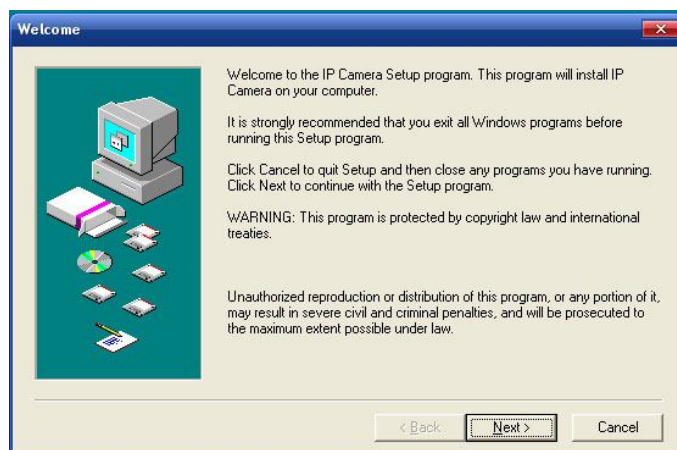 Welcome
Welcome to the IP Camera Setup program. This program will install IP
Camera on your computer.
It is strongly recommended that you exit all Windows programs before
running this Setup program.
Click Cancel to quit Setup and then close any programs you have running.
Click Next to continue with the Setup program.
WARNING: This program is protected by copyright law and international
treaties.
Unauthorized reproduction or distribution of this program, or any portion of it,
may result in severe civil and criminal penalties, and will be prosecuted to
the maximum extent possible under law.
< Back
Next >
Cancel